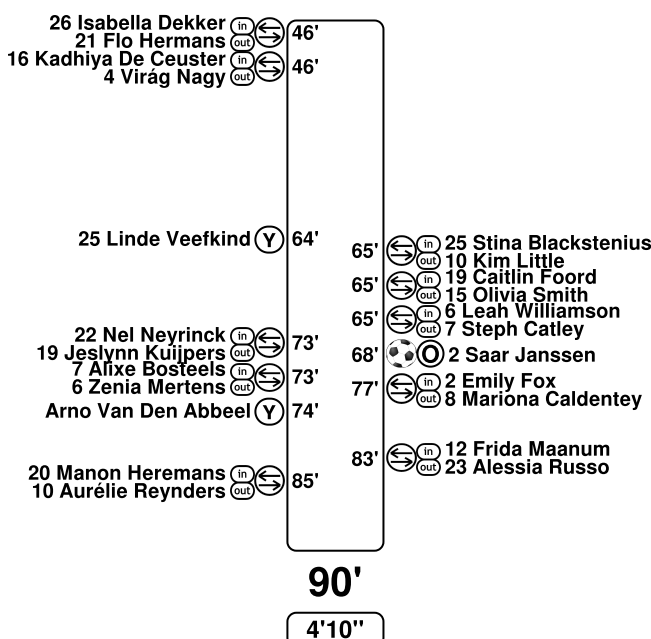 26 Isabella Dekker in 46'
21 Flo Hermans out
16 Kadhiya De Ceuster in 46'
4 Virág Nagy out
25 Linde Veefkind Y 64'
65' in 25 Stina Blackstenius
out 10 Kim Little
65' in 19 Caitlin Foord
out 15 Olivia Smith
65' in 6 Leah Williamson
out 7 Steph Catley
22 Nel Neyrinck in 73'
19 Jeslynn Kuijpers out
68' O 2 Saar Janssen
7 Alixe Bosteels in 73'
6 Zenia Mertens out
77' in 2 Emily Fox
out 8 Mariona Caldentey
Arno Van Den Abbeel Y 74'
83' in 12 Frida Maanum
out 23 Alessia Russo
20 Manon Heremans in 85'
10 Aurélie Reynders out
90'
4'10"